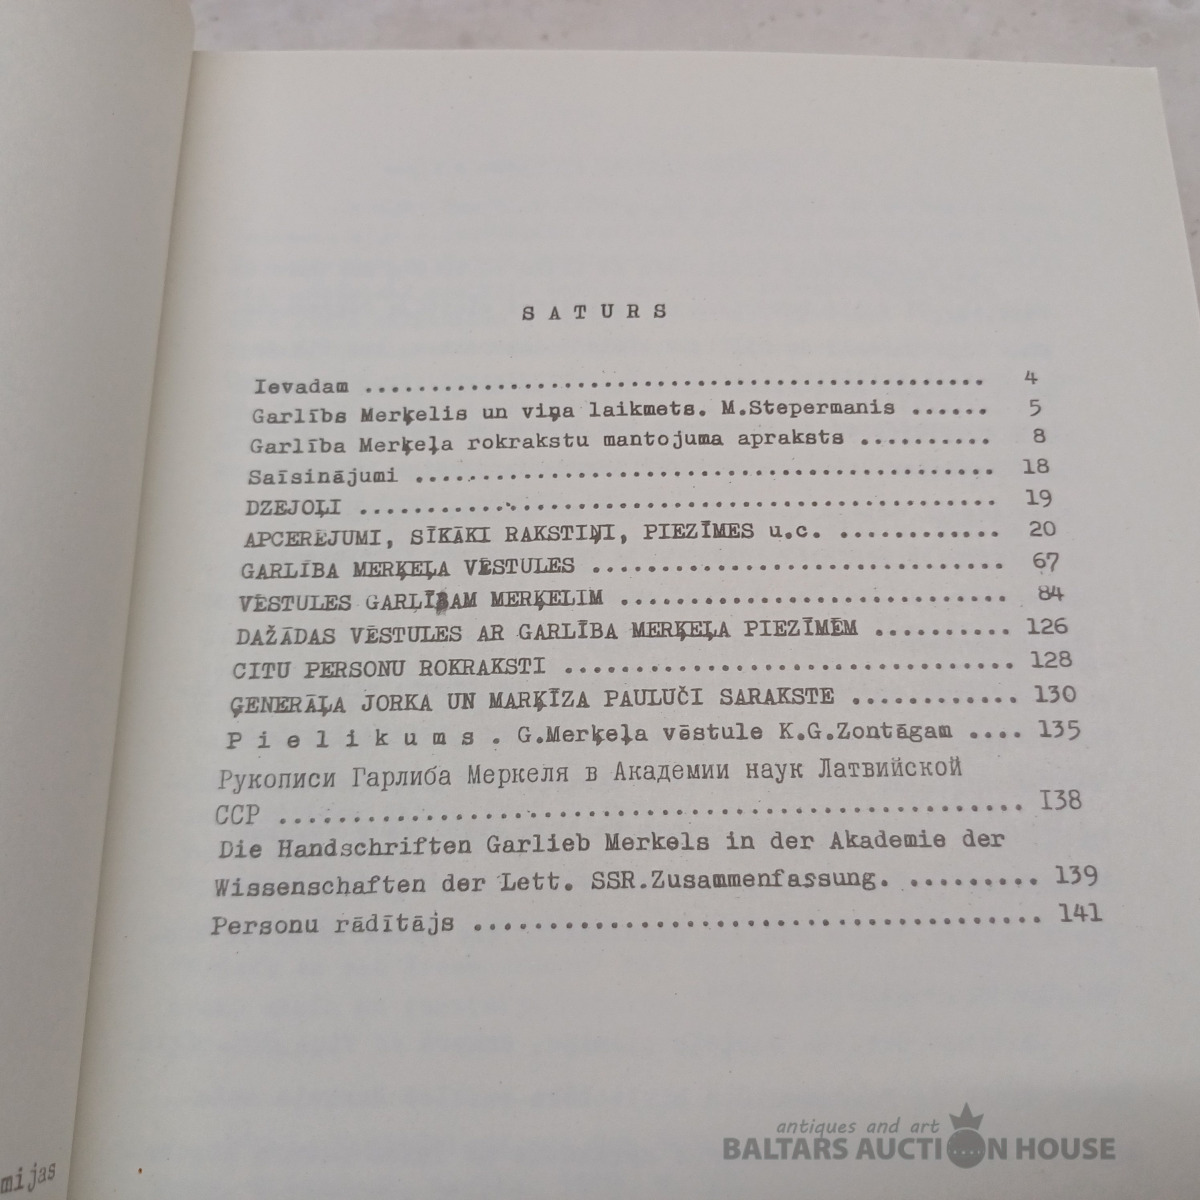 S A T U R S
Ievadam ............................................... 4
Garlībs Merķelis un viņa laikmets. M.Stepermanis ...... 5
Garlība Merķeļa rokrakstu mantojuma apraksts .......... 8
Saīsinājumi ............................................ 18
DZEJOĻI ................................................ 19
APCERĒJUMI, SĪKĀKI RAKSTIŅI, PIEZĪMES u.c. ............ 20
GARLĪBA MERĶEĻA VĒSTULES ............................... 67
VĒSTULES GARLĪBAM MERĶELIM ............................. 84
DAŽĀDAS VĒSTULES AR GARLĪBA MERĶEĻA PIEZĪMĒM .......... 126
CITU PERSONU ROKRAKSTI ................................. 128
ĢENERĀĻA JORKA UN MARĶĪZA PAULUČI SARAKSTE ............ 130
P i e l i k u m s . G.Merķeļa vēstule K.G.Zontāgam .... 135
Рукописи Гарлиба Меркеля в Академии наук Латвийской
ССР .................................................... I38
Die Handschriften Garlieb Merkels in der Akademie der
Wissenschaften der Lett. SSR.Zusammenfassung. .......... 139
Personu rādītājs ....................................... 141
mijas
antiques and art
BALTARS AUCTION HOUSE